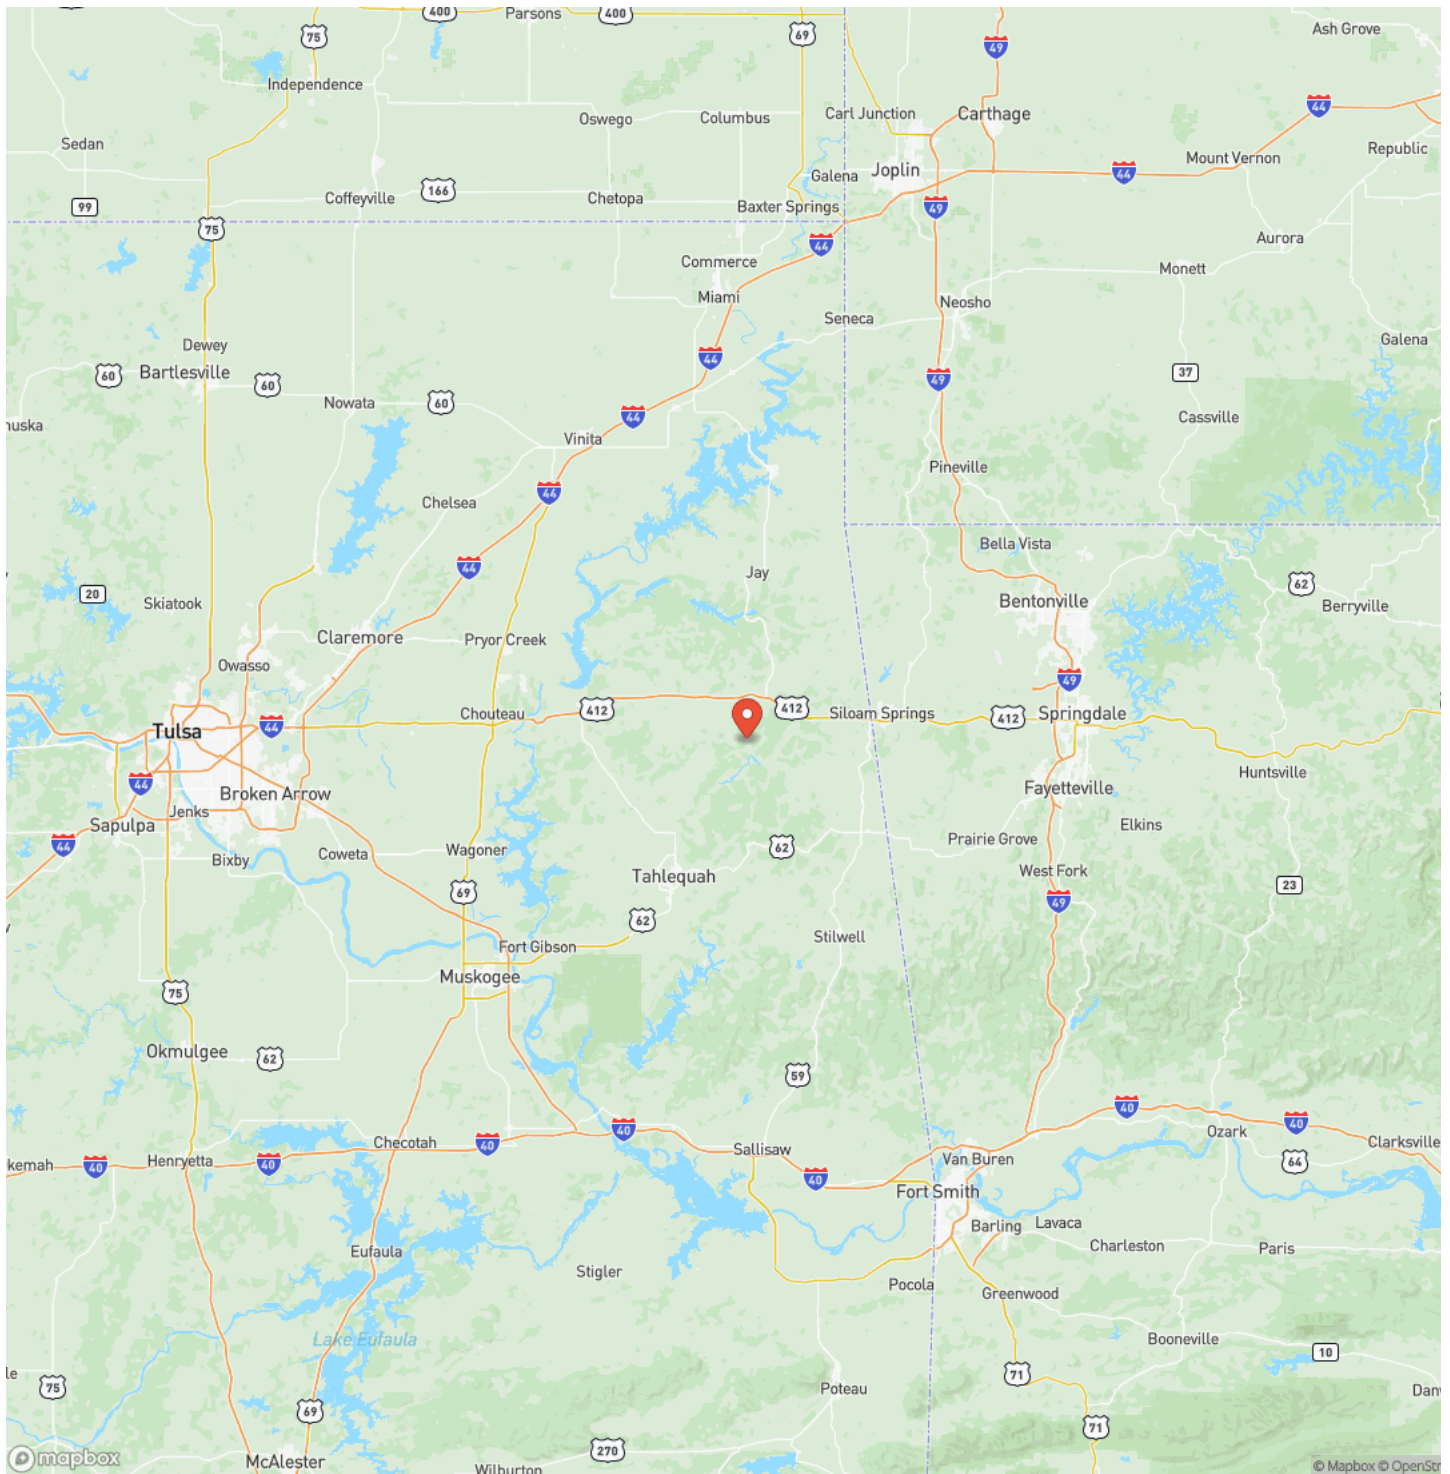 400
Parsons
400
69
Ash Grove
75
49
Independence
44
Oswego
Columbus
Carl Junction
Carthage
Sedan
Republic
Mount Vernon
44
Joplin
Galena
166
Coffeyville
Chetopa
99
Baxter Springs
49
75
44
Aurora
Commerce
Monett
Miami
Neosho
Seneca
Galena
Dewey
44
Bartlesville
60
60
37
49
Nowata
60
44
Cassville
uska
Vinita
Pineville
44
Chelsea
Bella Vista
44
Jay
62
20
Skiatook
Bentonville
Berryville
Claremore
Pryor Creek
Owasso
49
412
412
Chouteau
Siloam Springs
412
Springdale
Tulsa
44
Huntsville
44
Broken Arrow
Fayetteville
Jenks
Sapulpa
Elkins
44
Prairie Grove
62
Bixby
Coweta
Wagoner
West Fork
Tahlequah
23
69
49
62
Stilwell
Fort Gibson
Muskogee
75
Okmulgee
62
59
40
40
40
Ozark
Checotah
40
Clarksville
Sallisaw
kemah
40
Henryetta
40
Van Buren
64
40
Fort Smith
Barling
Lavaca
Charleston
Paris
Eufaula
Stigler
Pocola
Greenwood
Lake Eufaula
Booneville
10
le
75
71
Poteau
Dan
69
71
mapbox
McAlester
270
Wilburton
© Mapbox © OpenStr